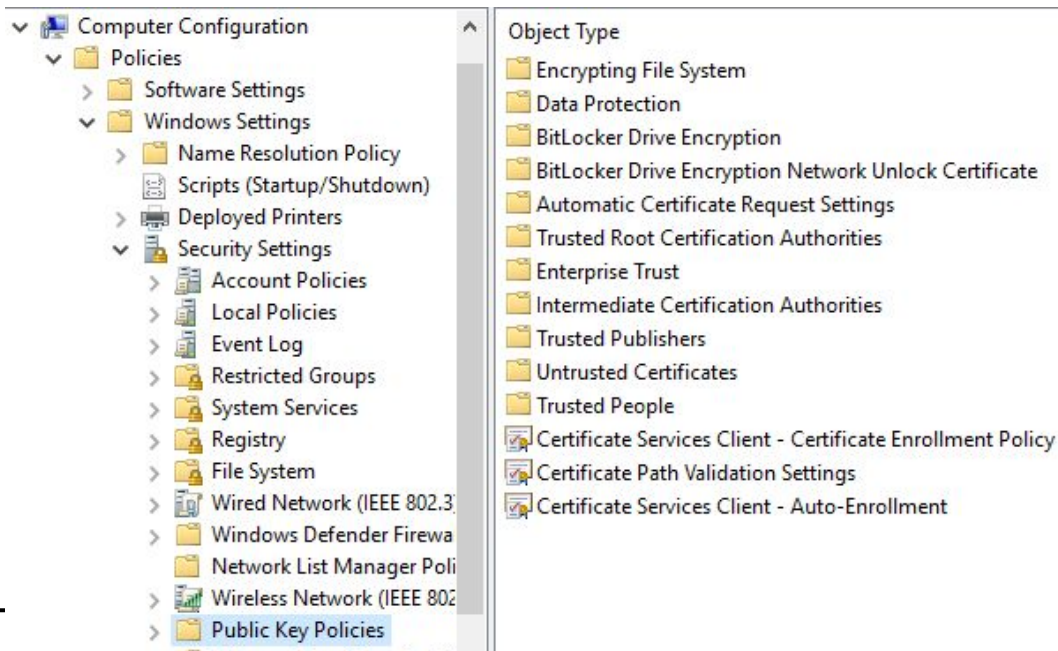 Computer Configuration
Policies
Software Settings
Windows Settings
Name Resolution Policy
Scripts (Startup/Shutdown)
Deployed Printers
Security Settings
Account Policies
Local Policies
Event Log
Restricted Groups
System Services
Registry
File System
Wired Network (IEEE 802.3)
Windows Defender Firewa
Network List Manager Poli
Wireless Network (IEEE 802
Public Key Policies
Object Type
Encrypting File System
Data Protection
BitLocker Drive Encryption
BitLocker Drive Encryption Network Unlock Certificate
Automatic Certificate Request Settings
Trusted Root Certification Authorities
Enterprise Trust
Intermediate Certification Authorities
Trusted Publishers
Untrusted Certificates
Trusted People
Certificate Services Client - Certificate Enrollment Policy
Certificate Path Validation Settings
Certificate Services Client - Auto-Enrollment